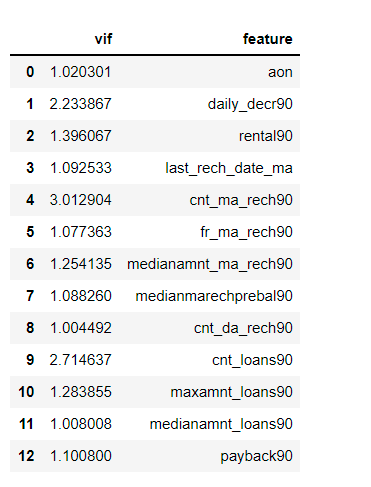 vif feature
0 1.020301 aon
1 2.233867 daily_decr90
2 1.396067 rental90
3 1.092533 last_rech_date_ma
4 3.012904 cnt_ma_rech90
5 1.077363 fr_ma_rech90
6 1.254135 medianamnt_ma_rech90
7 1.088260 medianmarechprebal90
8 1.004492 cnt_da_rech90
9 2.714637 cnt_loans90
10 1.283855 maxamnt_loans90
11 1.008008 medianamnt_loans90
12 1.100800 payback90